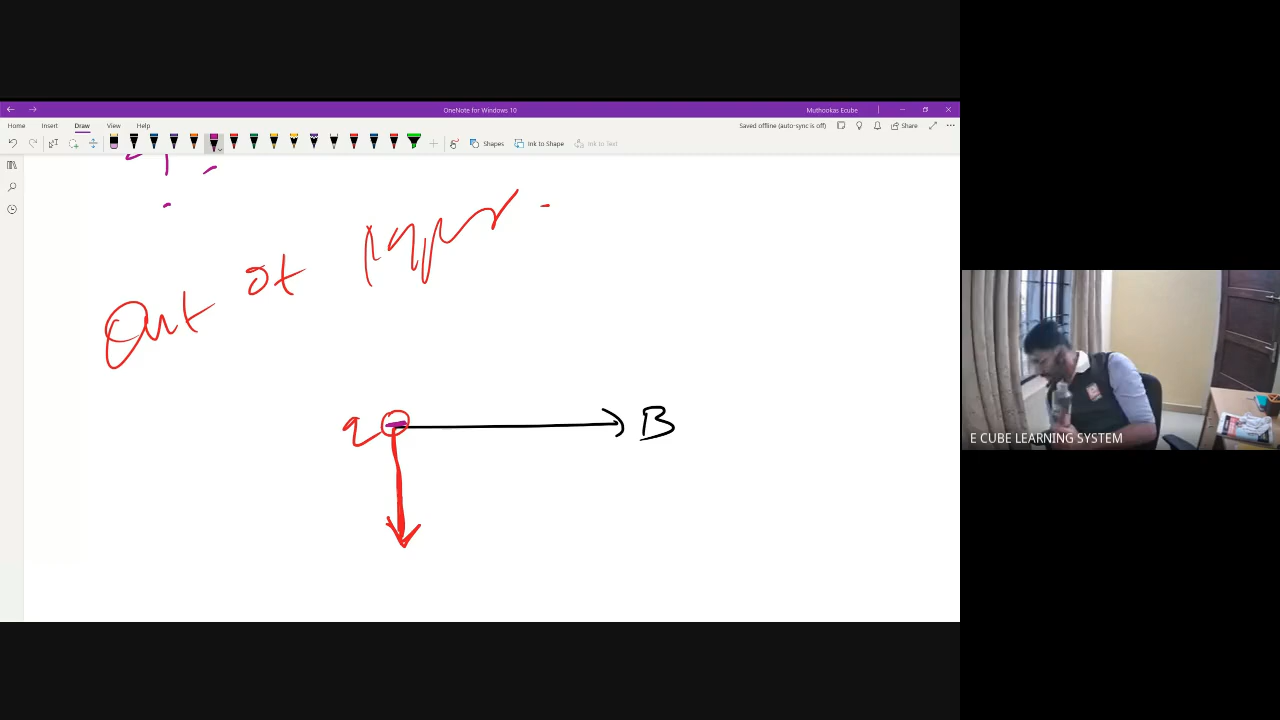 OneNote for Windows 10
Muthookas Ecube
Home Insert Draw View Help
Saved offline (auto-sync is off)
Share
Shapes
Ink to Shape
Ink to Text
Out of
q
B
E CUBE LEARNING SYSTEM